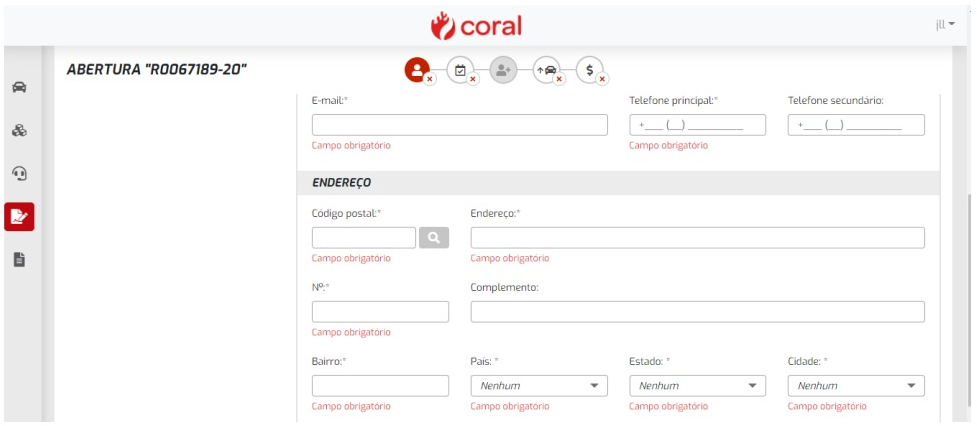 coral
jll
ABERTURA "R0067189-20"
E-mail:* Telefone principal:* Telefone secundário:
+___ (__) _________ +___ (__) _________
Campo obrigatório Campo obrigatório
ENDEREÇO
Código postal:* Endereço:*
Campo obrigatório Campo obrigatório
Nº:* Complemento:
Campo obrigatório
Bairro:* País: * Estado: * Cidade: *
Nenhum Nenhum Nenhum
Campo obrigatório Campo obrigatório Campo obrigatório Campo obrigatório